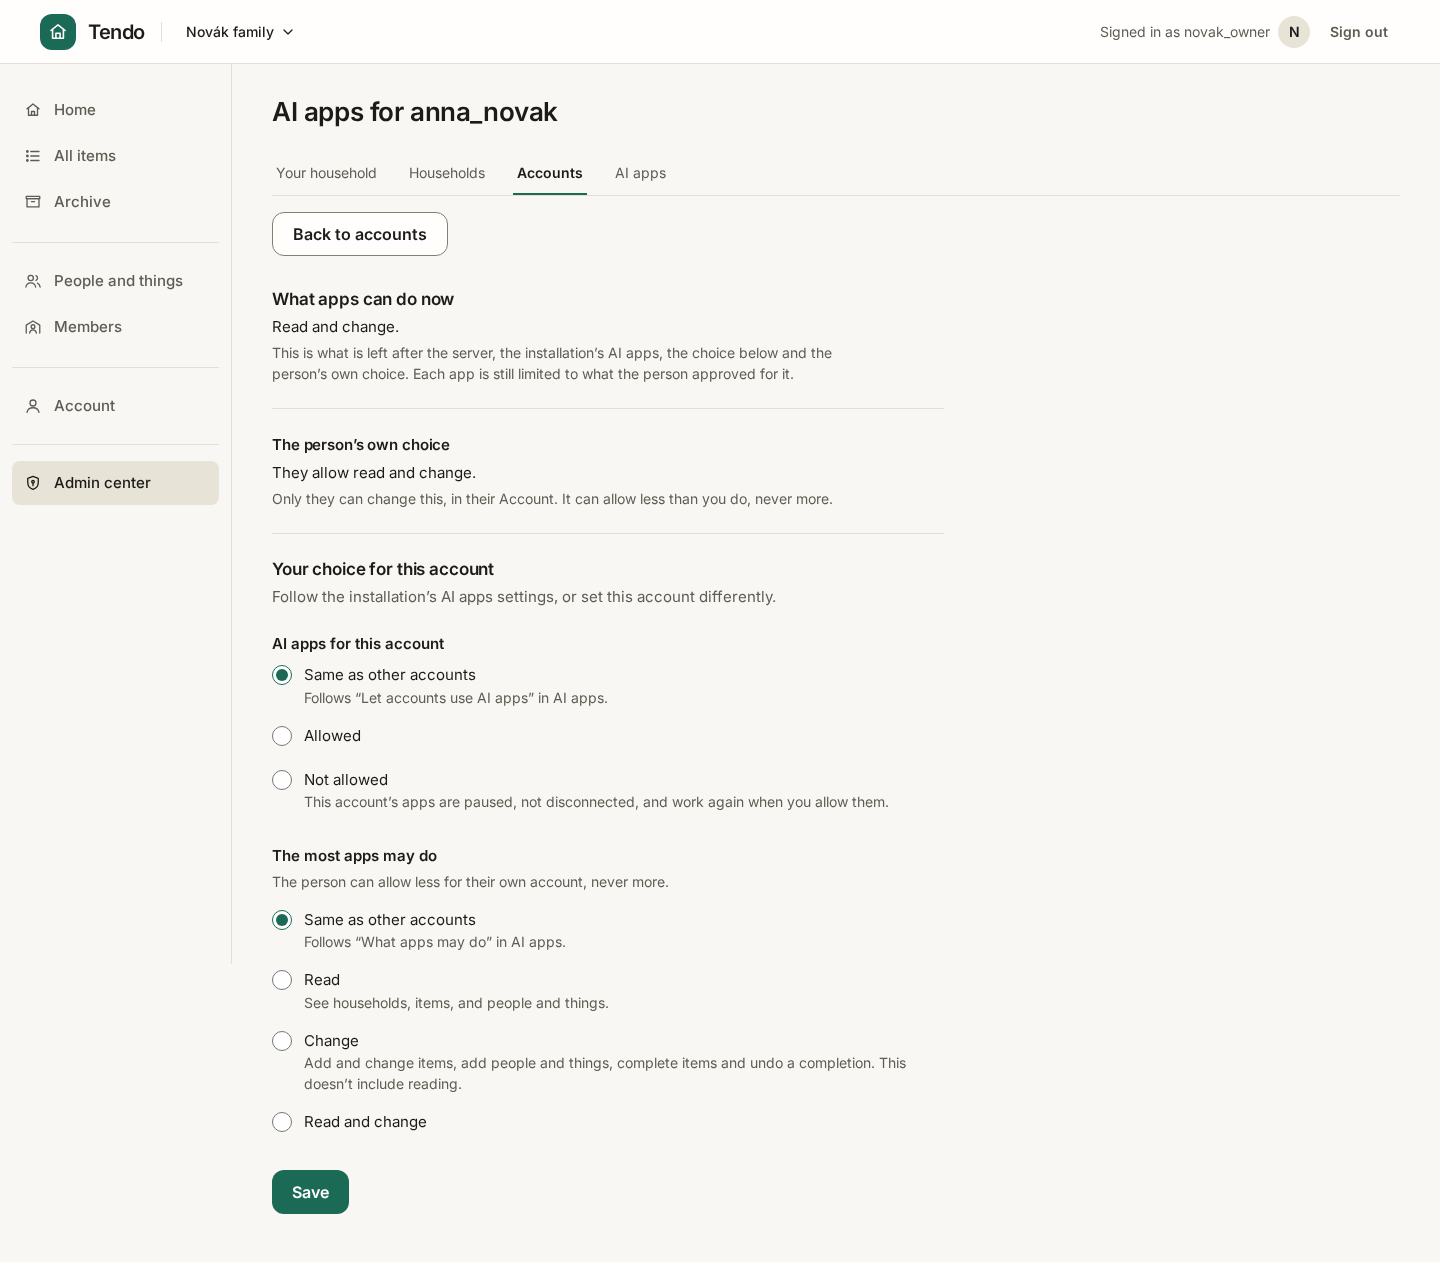 Tendo
Novák family
Signed in as novak_owner
N
Sign out
Home
All items
Archive
People and things
Members
Account
Admin center
AI apps for anna_novak
Your household
Households
Accounts
AI apps
Back to accounts
What apps can do now
Read and change.
This is what is left after the server, the installation’s AI apps, the choice below and the
person’s own choice. Each app is still limited to what the person approved for it.
The person’s own choice
They allow read and change.
Only they can change this, in their Account. It can allow less than you do, never more.
Your choice for this account
Follow the installation’s AI apps settings, or set this account differently.
AI apps for this account
Same as other accounts
Follows “Let accounts use AI apps” in AI apps.
Allowed
Not allowed
This account’s apps are paused, not disconnected, and work again when you allow them.
The most apps may do
The person can allow less for their own account, never more.
Same as other accounts
Follows “What apps may do” in AI apps.
Read
See households, items, and people and things.
Change
Add and change items, add people and things, complete items and undo a completion. This
doesn’t include reading.
Read and change
Save